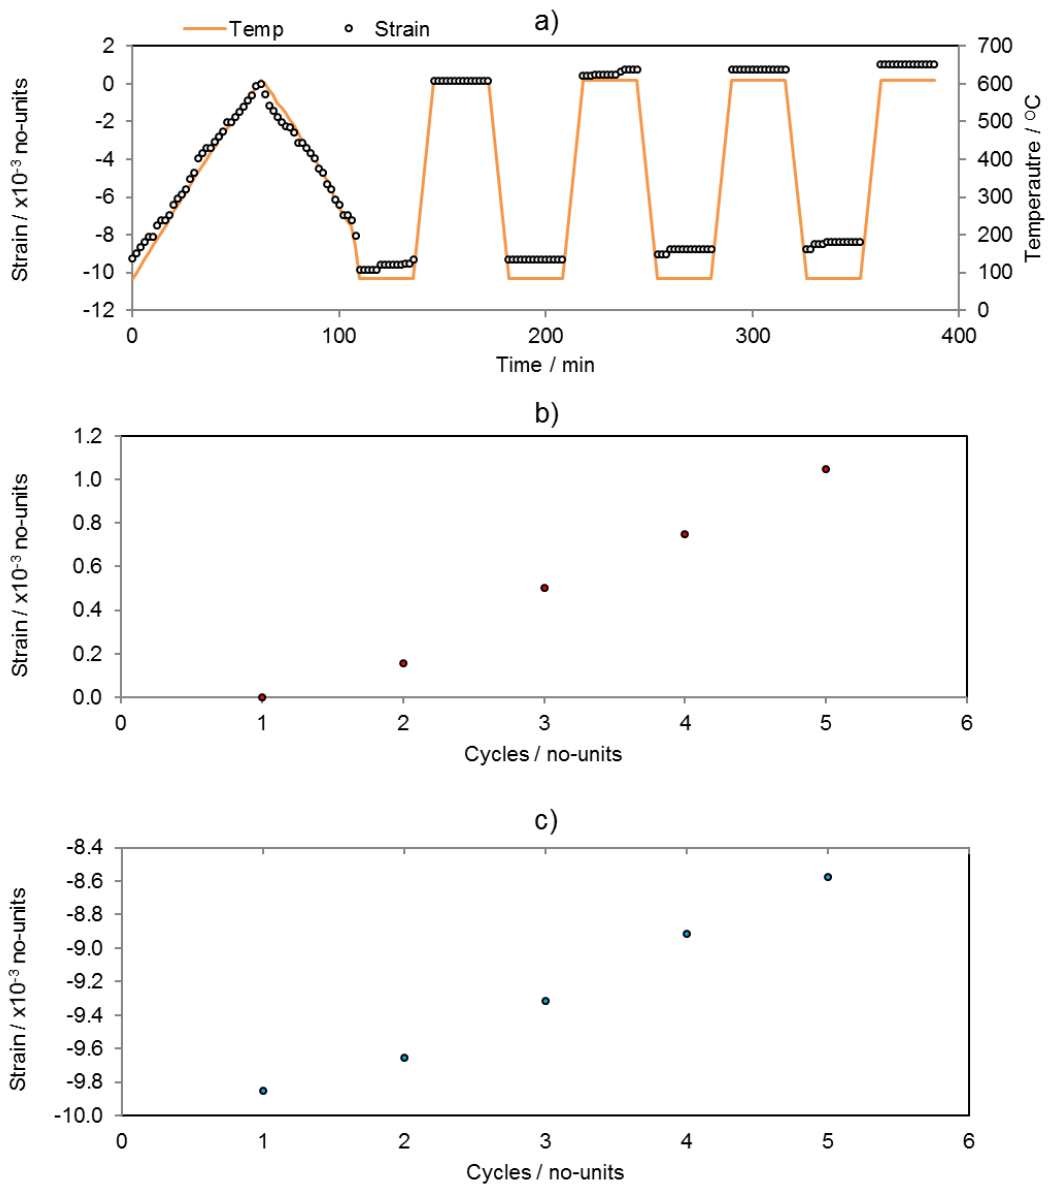 a)
Temp Strain
Strain / x10⁻³ no-units
2
0
-2
-4
-6
-8
-10
-12
700
600
500
400
300
200
100
0
Temperautre / ᴼC
0 100 200 300 400
Time / min
b)
Strain / x10⁻³ no-units
1.2
1.0
0.8
0.6
0.4
0.2
0.0
0 1 2 3 4 5 6
Cycles / no-units
c)
Strain / x10⁻³ no-units
-8.4
-8.6
-8.8
-9.0
-9.2
-9.4
-9.6
-9.8
-10.0
0 1 2 3 4 5 6
Cycles / no-units